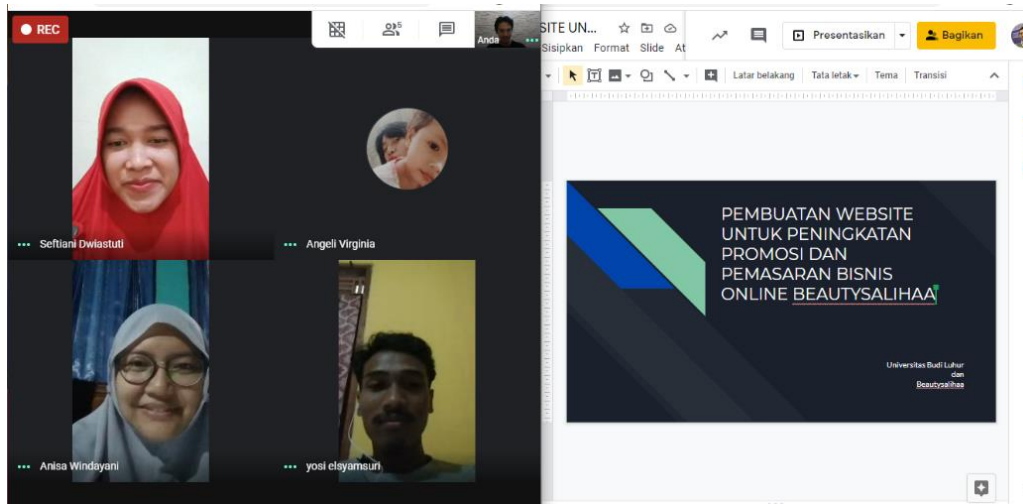 REC
5
Anda
Seftiani Dwiastuti
Angeli Virginia
Anisa Windayani
yosi elsyamsuri
SITE UN...
Sisipkan Format Slide At
Presentasikan
Bagikan
Latar belakang Tata letak Tema Transisi
PEMBUATAN WEBSITE
UNTUK PENINGKATAN
PROMOSI DAN
PEMASARAN BISNIS
ONLINE BEAUTYSALIHAA
Universitas Budi Luhur
dan
Beautysalihaa